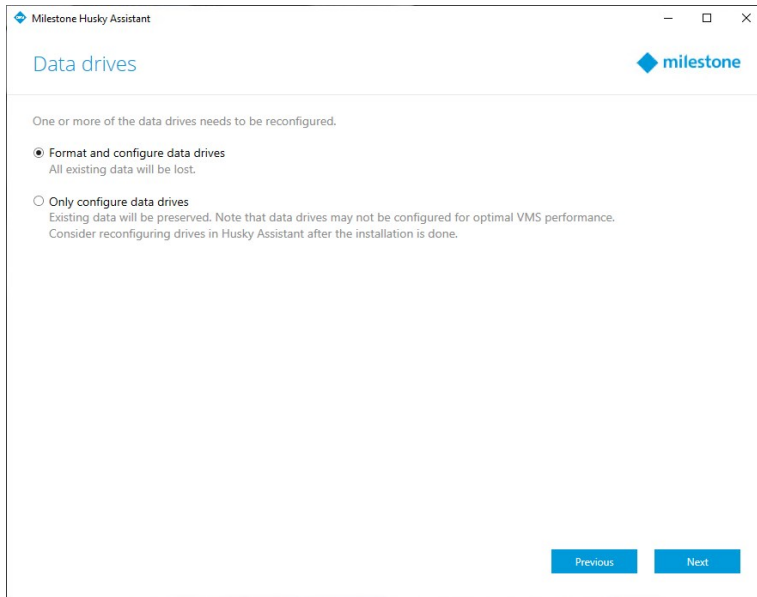 Milestone Husky Assistant
Data drives
milestone
One or more of the data drives needs to be reconfigured.
Format and configure data drives
All existing data will be lost.
Only configure data drives
Existing data will be preserved. Note that data drives may not be configured for optimal VMS performance.
Consider reconfiguring drives in Husky Assistant after the installation is done.
Previous
Next